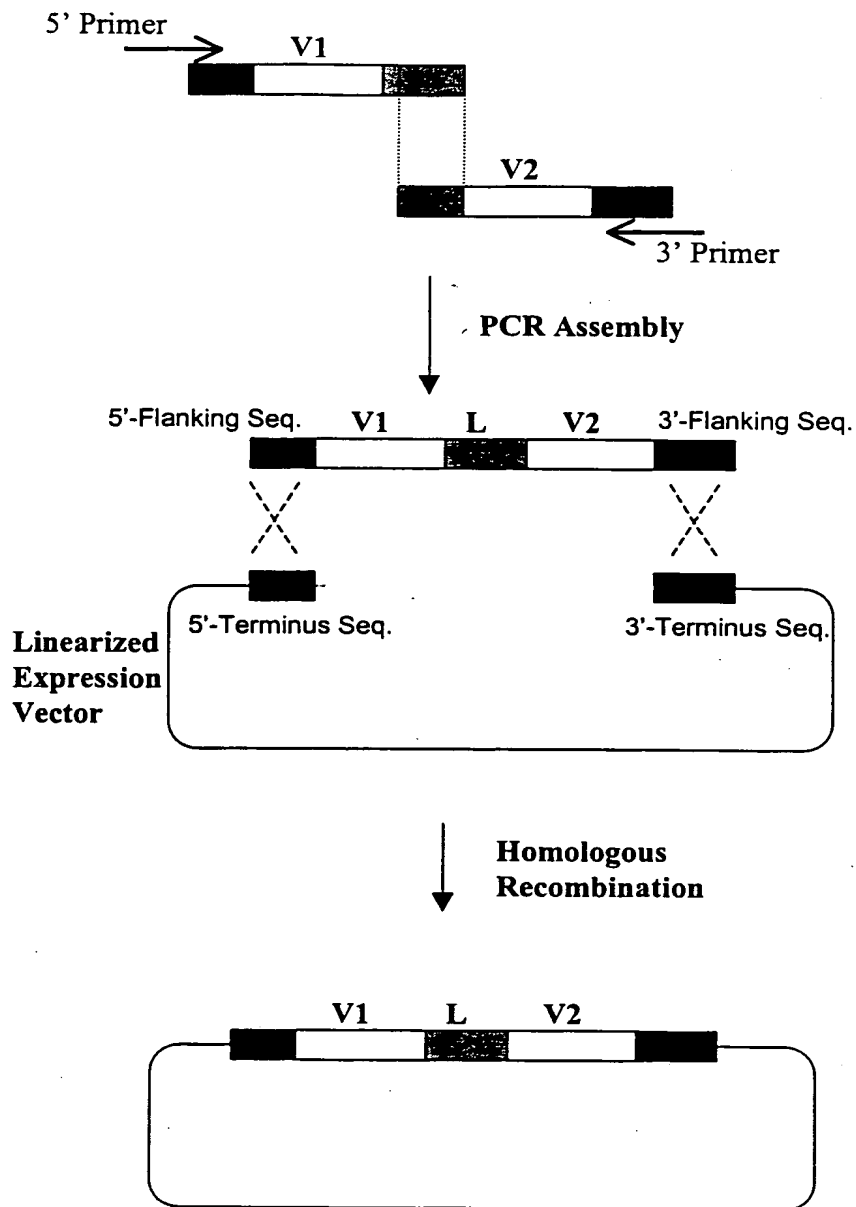 5' Primer
V1
V2
3' Primer
PCR Assembly
5'-Flanking Seq.
V1
L
V2
3'-Flanking Seq.
5'-Terminus Seq.
3'-Terminus Seq.
Linearized
Expression
Vector
Homologous
Recombination
V1
L
V2